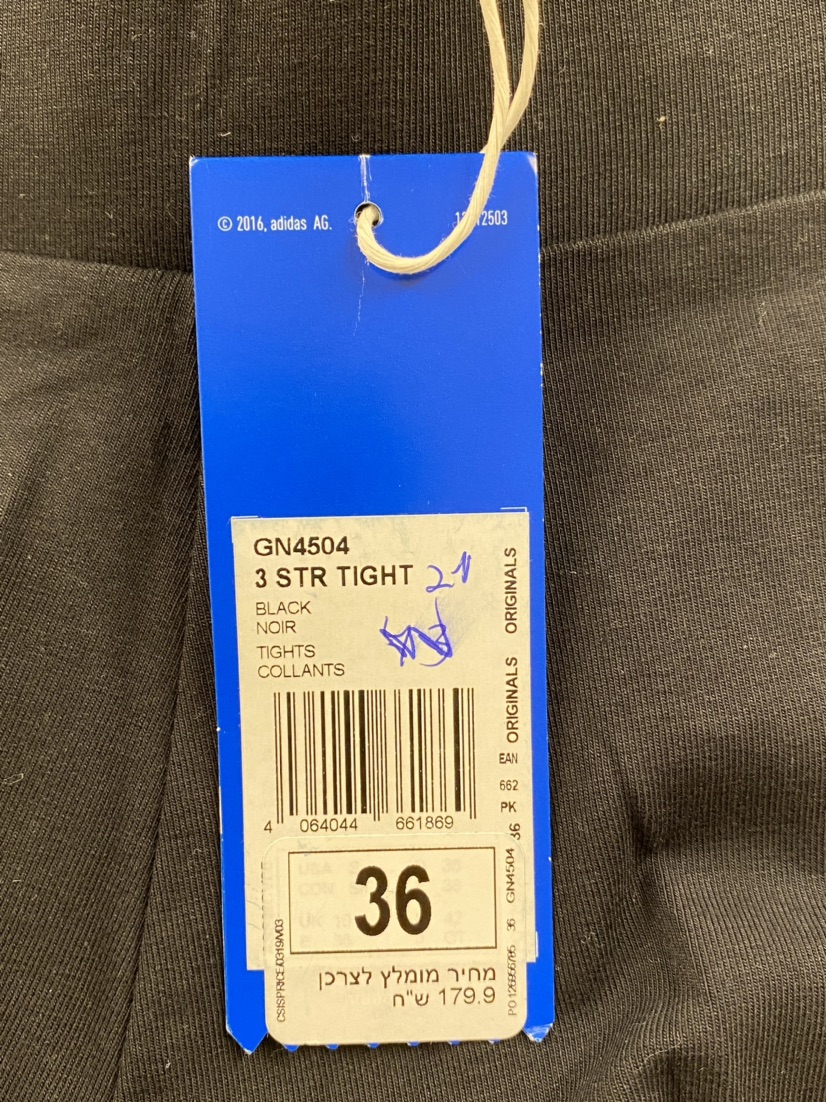 © 2016, adidas AG.
GN4504
3 STR TIGHT
BLACK
NOIR
TIGHTS
COLLANTS
ORIGINALS
ORIGINALS
EAN
662
PK
36
4 064044 661869
36
מחיר מומלץ לצרכן
179.9 ש"ח
36 GN4504